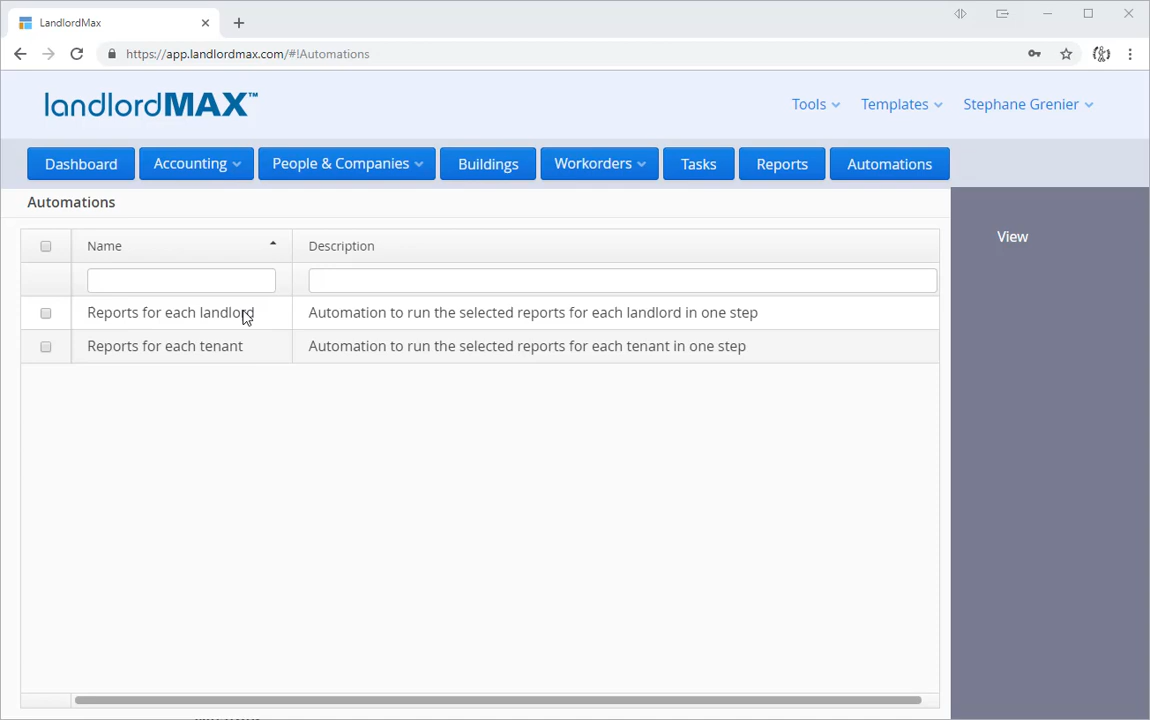 LandlordMax
https://app.landlordmax.com/#!Automations
landlordMAX™
Tools
Templates
Stephane Grenier
Dashboard
Accounting
People & Companies
Buildings
Workorders
Tasks
Reports
Automations
Automations
View
Name
Description
Reports for each landlord
Automation to run the selected reports for each landlord in one step
Reports for each tenant
Automation to run the selected reports for each tenant in one step